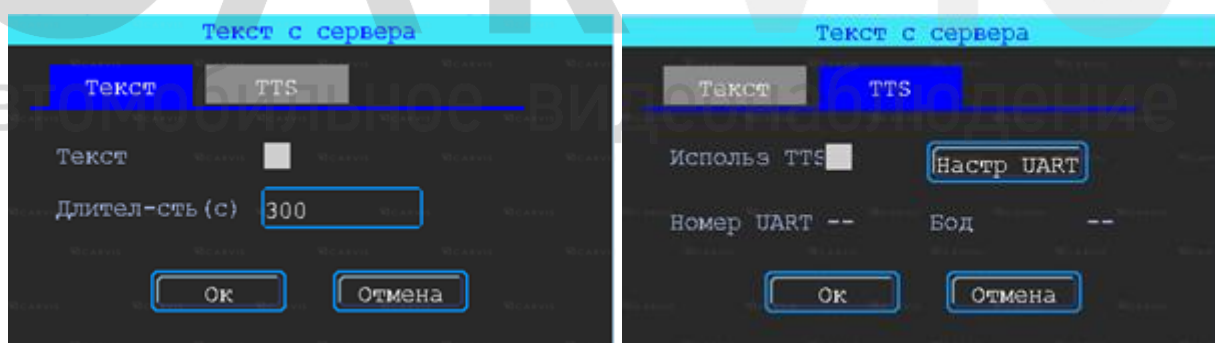 Текст с сервера
Текст TTS
Текст
Длител-сть(с) 300
Ок Отмена
Текст с сервера
Текст TTS
Использ TTS Настр UART
Номер UART -- Бод --
Ок Отмена
видеонаблюдение